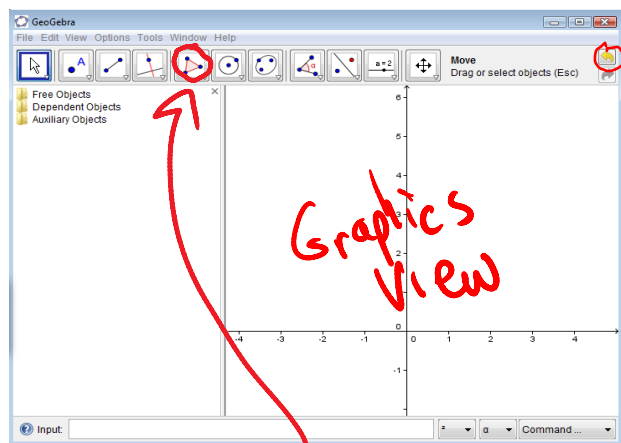 GeoGebra
File Edit View Options Tools Window Help
A
α
a = 2
Move
Drag or select objects (Esc)
Free Objects
Dependent Objects
Auxiliary Objects
6
5
4
3
2
1
0
-1
-4 -3 -2 -1 0 1 2 3 4
Graphics
View
Input:
²
α
Command ...